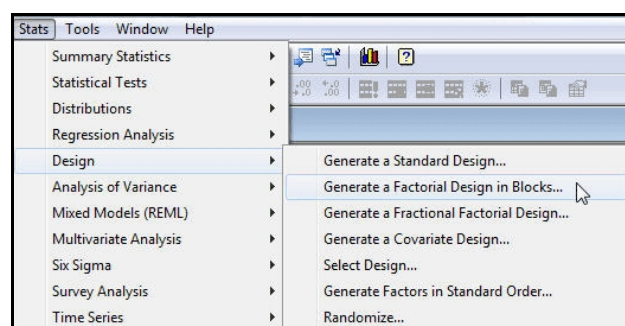 Stats Tools Window Help
Summary Statistics
Statistical Tests
Distributions
Regression Analysis
Design
Analysis of Variance
Mixed Models (REML)
Multivariate Analysis
Six Sigma
Survey Analysis
Time Series
Generate a Standard Design...
Generate a Factorial Design in Blocks...
Generate a Fractional Factorial Design...
Generate a Covariate Design...
Select Design...
Generate Factors in Standard Order...
Randomize...